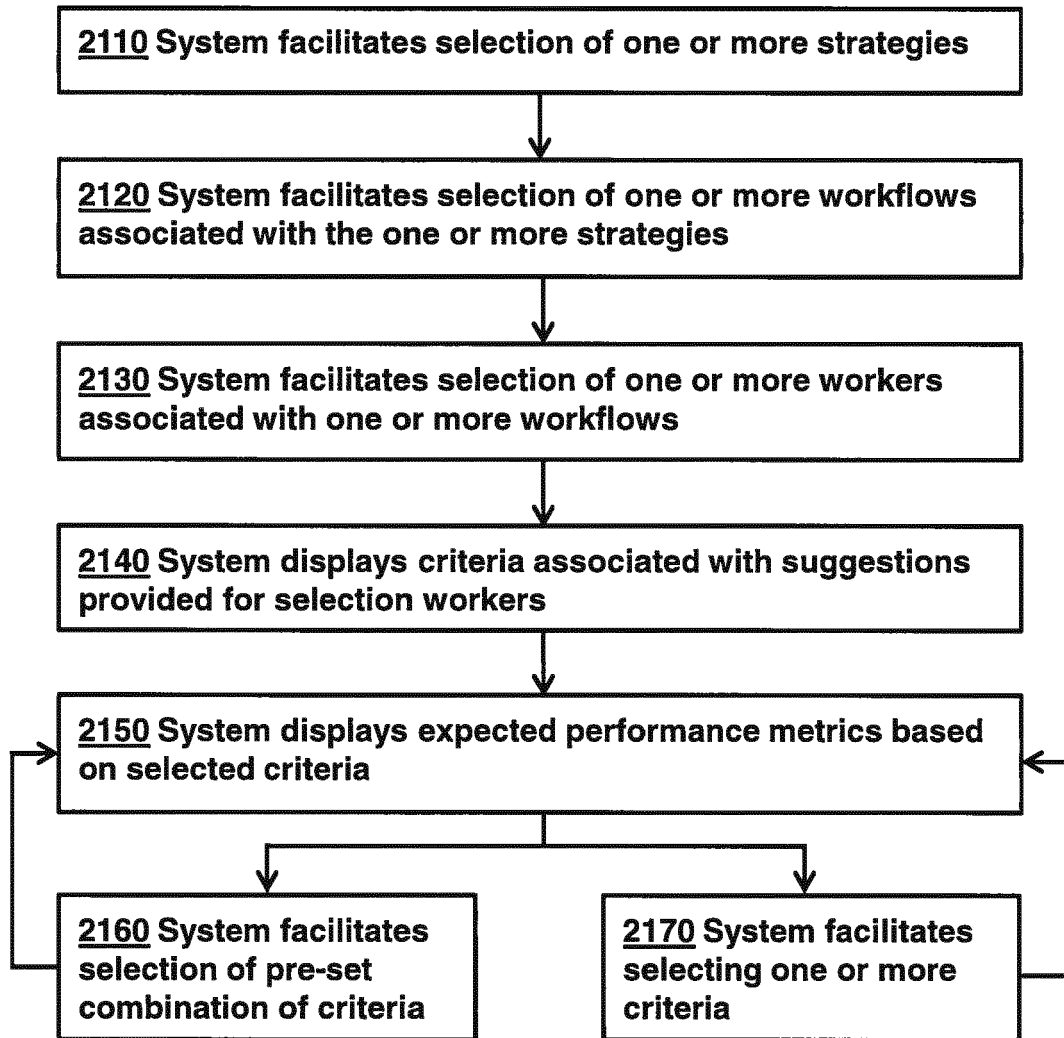 2110 System facilitates selection of one or more strategies
2120 System facilitates selection of one or more workflows
associated with the one or more strategies
2130 System facilitates selection of one or more workers
associated with one or more workflows
2140 System displays criteria associated with suggestions
provided for selection workers
2150 System displays expected performance metrics based
on selected criteria
2160 System facilitates
selection of pre-set
combination of criteria
2170 System facilitates
selecting one or more
criteria